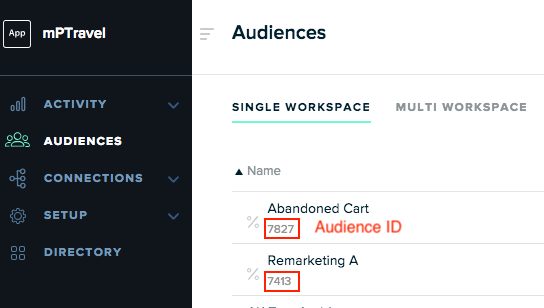 App mPTravel
ACTIVITY
AUDIENCES
CONNECTIONS
SETUP
DIRECTORY
Audiences
SINGLE WORKSPACE MULTI WORKSPACE
Name
Abandoned Cart
7827 Audience ID
Remarketing A
7413